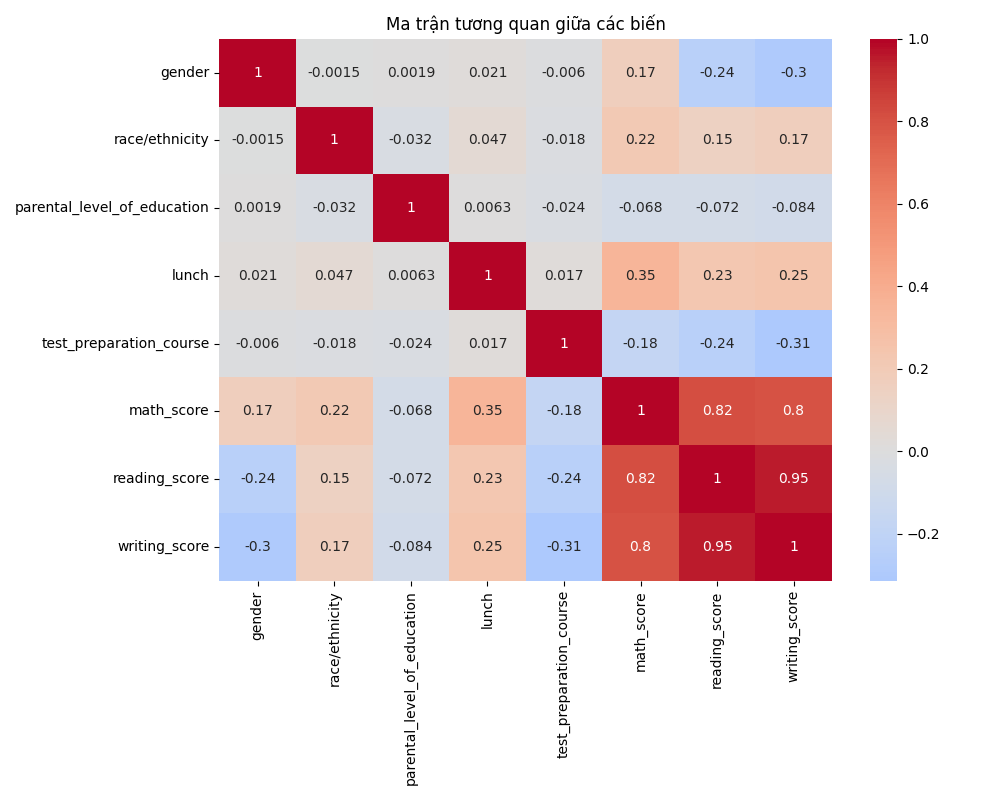 Ma trận tương quan giữa các biến
gender 1 -0.0015 0.0019 0.021 -0.006 0.17 -0.24 -0.3
race/ethnicity -0.0015 1 -0.032 0.047 -0.018 0.22 0.15 0.17
parental_level_of_education 0.0019 -0.032 1 0.0063 -0.024 -0.068 -0.072 -0.084
lunch 0.021 0.047 0.0063 1 0.017 0.35 0.23 0.25
test_preparation_course -0.006 -0.018 -0.024 0.017 1 -0.18 -0.24 -0.31
math_score 0.17 0.22 -0.068 0.35 -0.18 1 0.82 0.8
reading_score -0.24 0.15 -0.072 0.23 -0.24 0.82 1 0.95
writing_score -0.3 0.17 -0.084 0.25 -0.31 0.8 0.95 1
gender
race/ethnicity
parental_level_of_education
lunch
test_preparation_course
math_score
reading_score
writing_score
1.0
0.8
0.6
0.4
0.2
0.0
−0.2